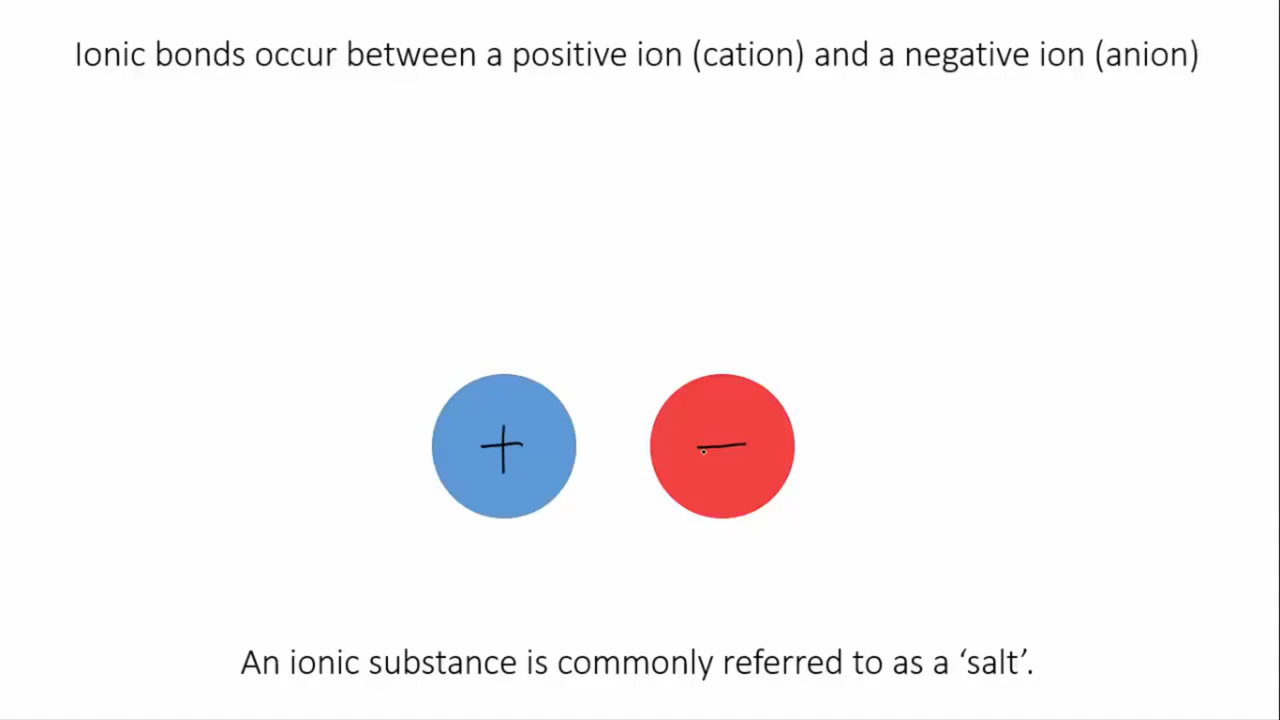 Ionic bonds occur between a positive ion (cation) and a negative ion (anion)
+ −
An ionic substance is commonly referred to as a ‘salt’.